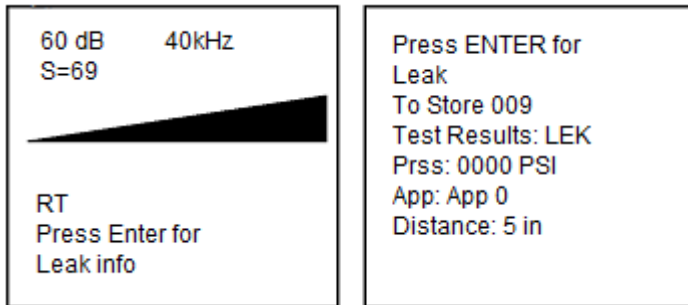 60 dB 40kHz
S=69
RT
Press Enter for
Leak info
Press ENTER for
Leak
To Store 009
Test Results: LEK
Prss: 0000 PSI
App: App 0
Distance: 5 in